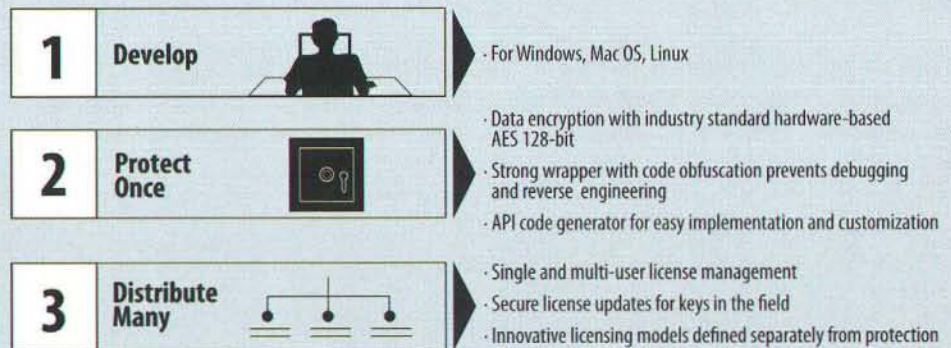 1
Develop
· For Windows, Mac OS, Linux
2
Protect
Once
· Data encryption with industry standard hardware-based
AES 128-bit
· Strong wrapper with code obfuscation prevents debugging
and reverse engineering
· API code generator for easy implementation and customization
3
Distribute
Many
· Single and multi-user license management
· Secure license updates for keys in the field
· Innovative licensing models defined separately from protection